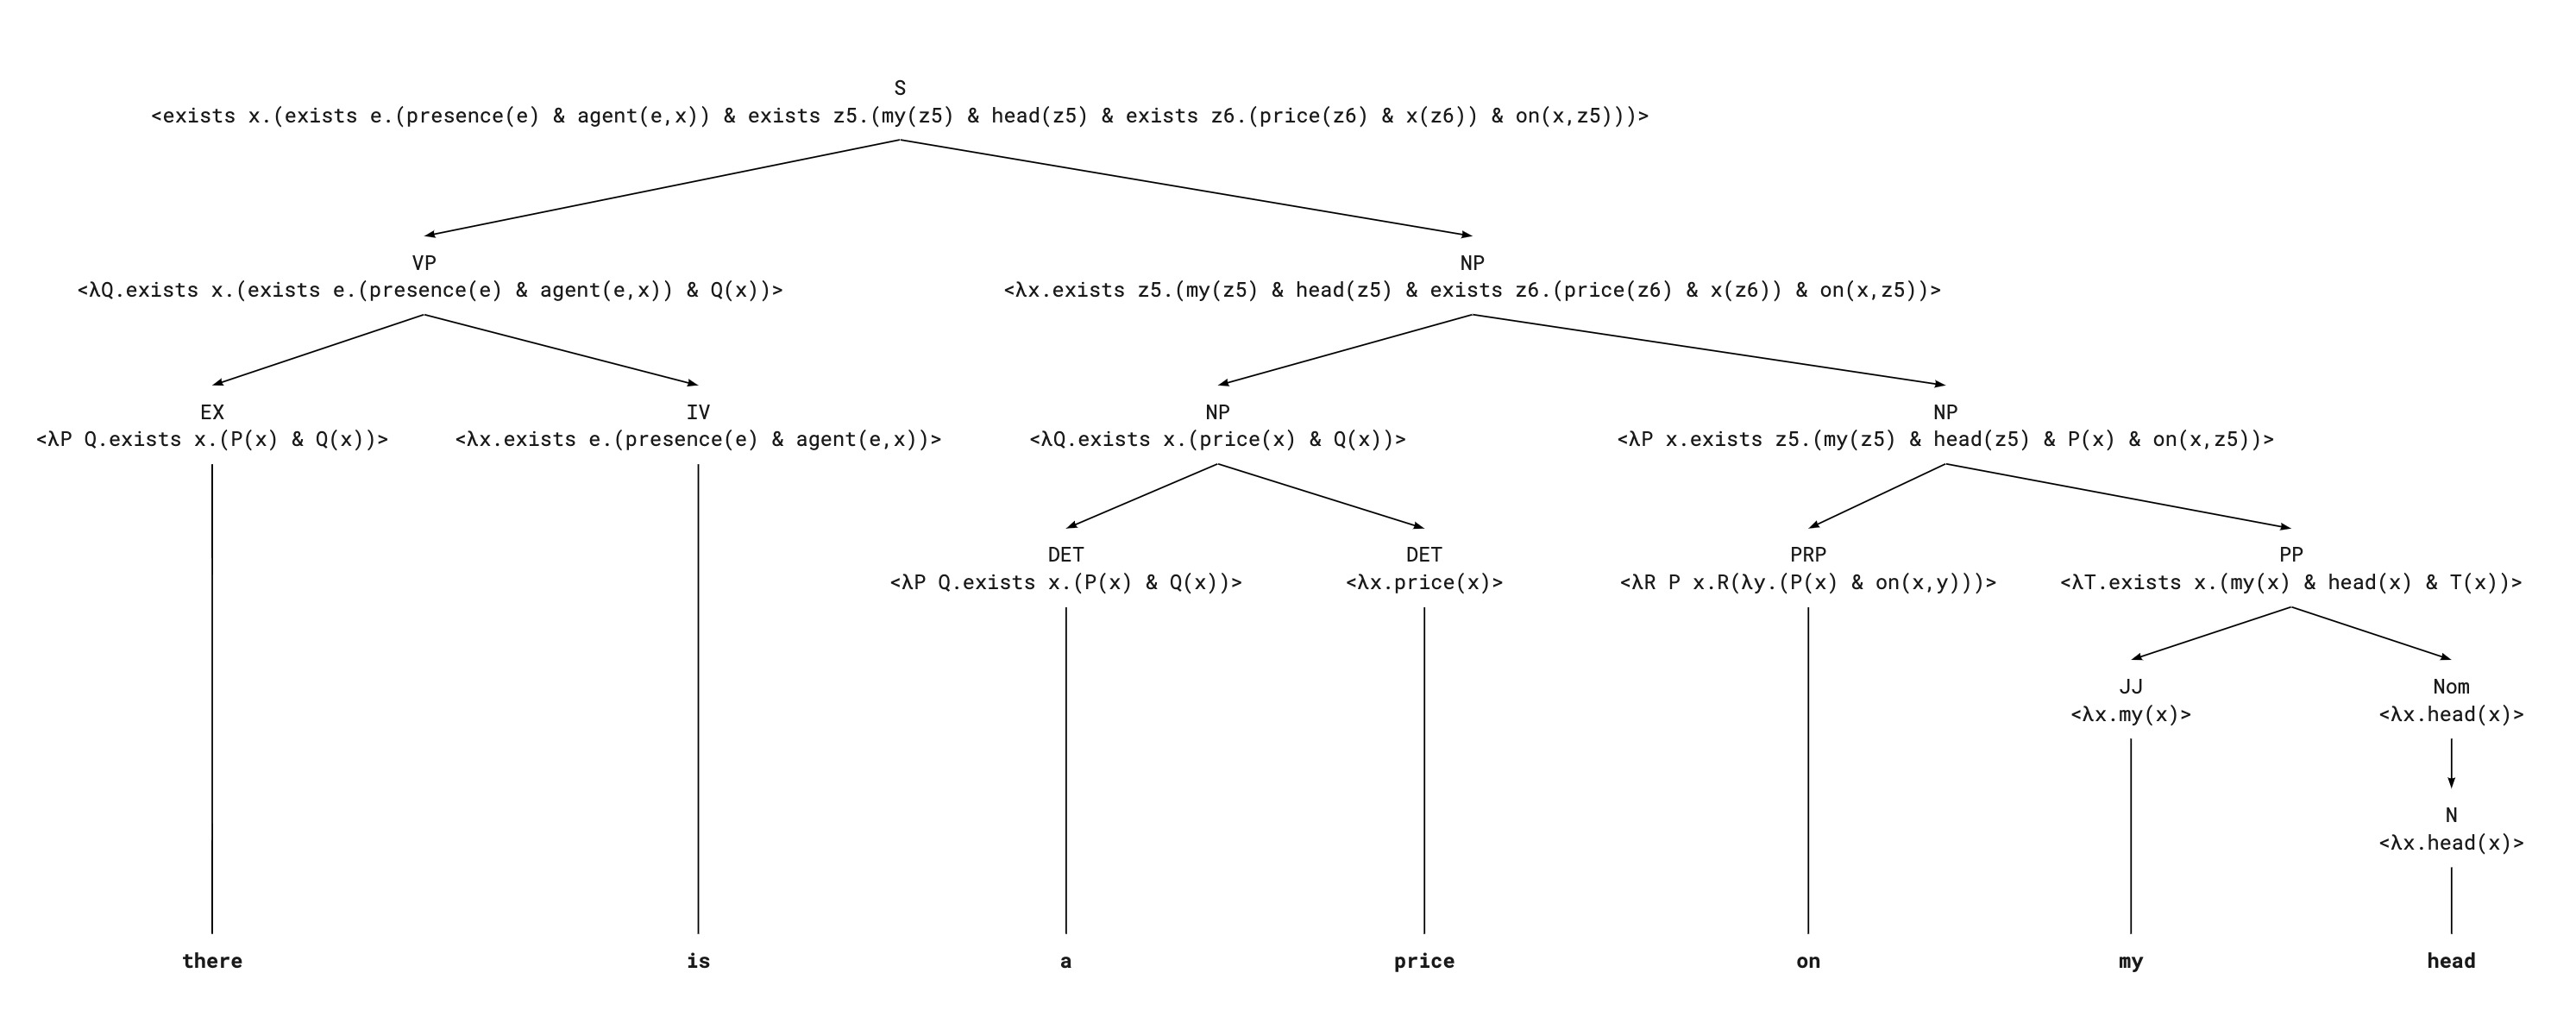 S
<exists x.(exists e.(presence(e) & agent(e,x)) & exists z5.(my(z5) & head(z5) & exists z6.(price(z6) & x(z6)) & on(x,z5)))>
VP
<λQ.exists x.(exists e.(presence(e) & agent(e,x)) & Q(x))>
NP
<λx.exists z5.(my(z5) & head(z5) & exists z6.(price(z6) & x(z6)) & on(x,z5))>
EX
<λP Q.exists x.(P(x) & Q(x))>
IV
<λx.exists e.(presence(e) & agent(e,x))>
NP
<λQ.exists x.(price(x) & Q(x))>
NP
<λP x.exists z5.(my(z5) & head(z5) & P(x) & on(x,z5))>
DET
<λP Q.exists x.(P(x) & Q(x))>
DET
<λx.price(x)>
PRP
<λR P x.R(λy.(P(x) & on(x,y)))>
PP
<λT.exists x.(my(x) & head(x) & T(x))>
JJ
<λx.my(x)>
Nom
<λx.head(x)>
N
<λx.head(x)>
there is a price on my head